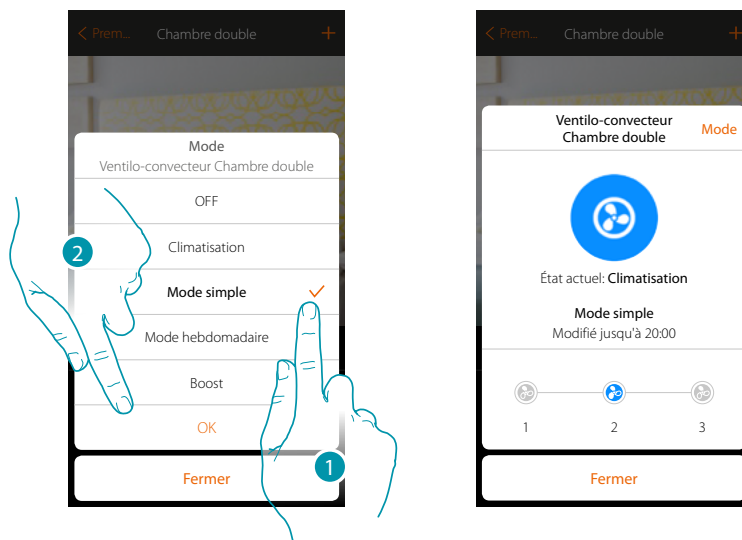 < Prem... Chambre double +
Mode
Ventilo-convecteur Chambre double
OFF
Climatisation
2
Mode simple
Mode hebdomadaire
Boost
OK
1
Fermer
< Prem... Chambre double +
Ventilo-convecteur
Chambre double
Mode
État actuel: Climatisation
Mode simple
Modifié jusqu'à 20:00
1 2 3
Fermer